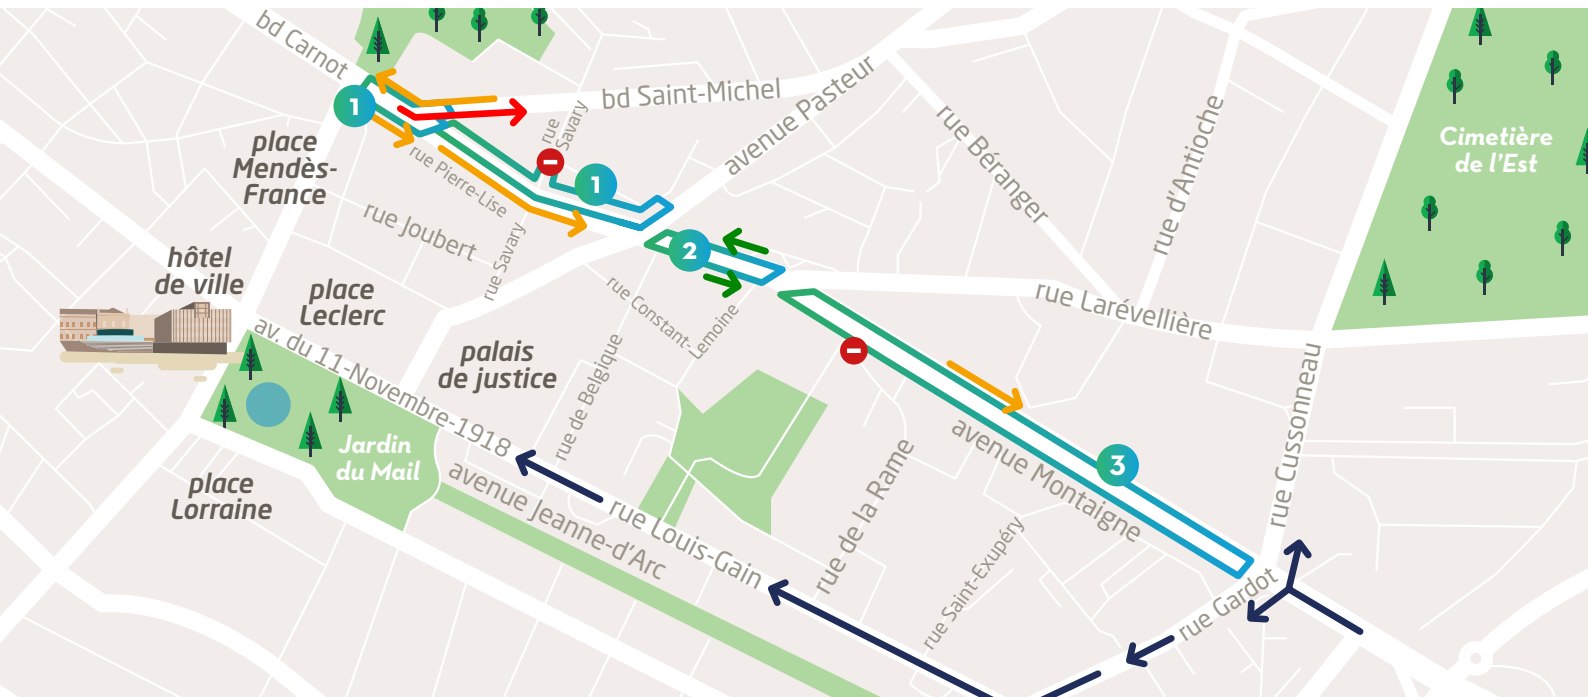 bd Carnot
1
bd Saint-Michel
rue
Savary
avenue Pasteur
rue Béranger
rue d'Antioche
Cimetière
de l'Est
place
Mendès-
France
rue Pierre-Lise
1
rue Joubert
rue Savary
2
hôtel
de ville
place
Leclerc
rue Constant-
Lemoine
rue Larévellière
av. du 11-Novembre-1918
palais
de justice
rue de Belgique
rue Cussonneau
Jardin
du Mail
avenue Montaigne
3
place
Lorraine
avenue Jeanne-d'Arc
rue Louis-Gain
rue de la Rame
rue Saint-Exupéry
rue Gardot